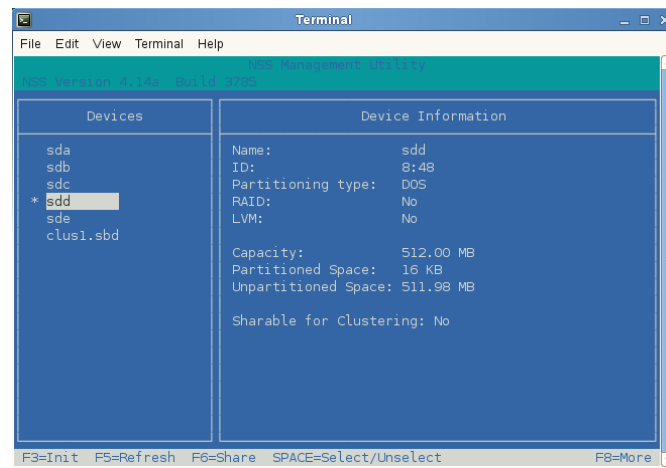 Terminal
File Edit View Terminal Help
NSS Management Utility
NSS Version 4.14a Build 3785
Devices
sda
sdb
sdc
* sdd
sde
clus1.sbd
Device Information
Name: sdd
ID: 8:48
Partitioning type: DOS
RAID: No
LVM: No
Capacity: 512.00 MB
Partitioned Space: 16 KB
Unpartitioned Space: 511.98 MB
Sharable for Clustering: No
F3=Init F5=Refresh F6=Share SPACE=Select/Unselect F8=More